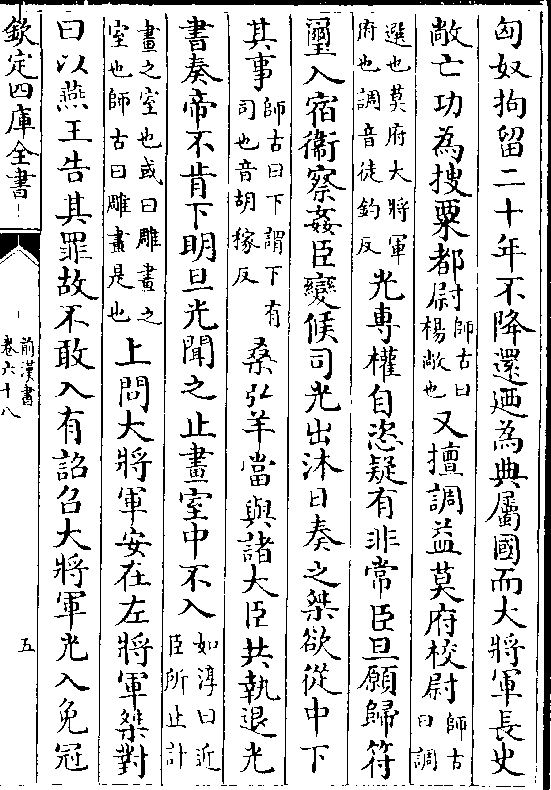 匈奴拘留二十年不降還迺為典屬國而大將軍長史
敞亡功為搜粟都尉師古曰楊敞也又擅調益莫府校尉師古曰調
選也莫府大將軍府也調音徒釣反光專權自恣疑有非常臣旦願歸符
璽入宿衞察姦臣變候司光出沐日奏之桀欲從中下
其事師古曰下謂下有司也音胡稼反桑弘羊當與諸大臣共執退光
書奏帝不肯下明旦光聞之止畫室中不入如淳曰近臣所止計
畫之室也或曰雕畫之室也師古曰雕畫是也上問大將軍安在左將軍桀對
曰以燕王告其罪故不敢入有詔召大將軍光入免冠
欽定四庫全書
前漢書
卷六十八
五